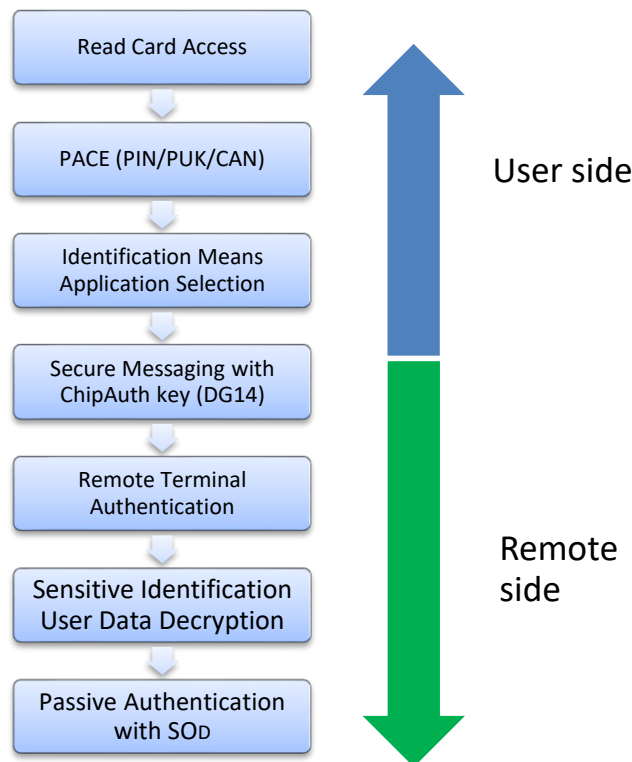 Read Card Access
PACE (PIN/PUK/CAN)
Identification Means
Application Selection
Secure Messaging with
ChipAuth key (DG14)
Remote Terminal
Authentication
Sensitive Identification
User Data Decryption
Passive Authentication
with SOD
User side
Remote
side